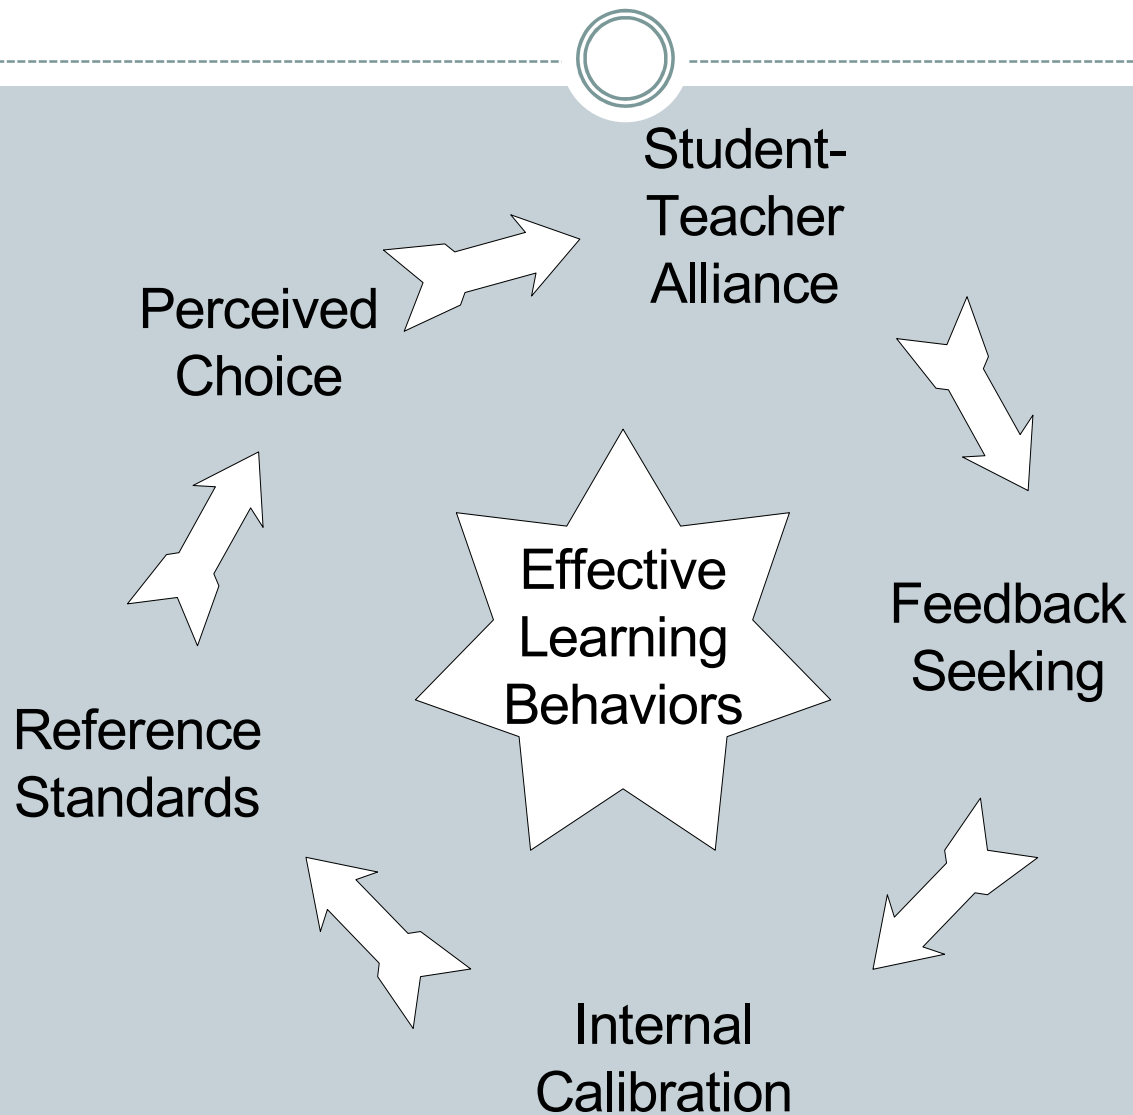 Student-
Teacher
Alliance
Perceived
Choice
Effective
Learning
Behaviors
Feedback
Seeking
Reference
Standards
Internal
Calibration